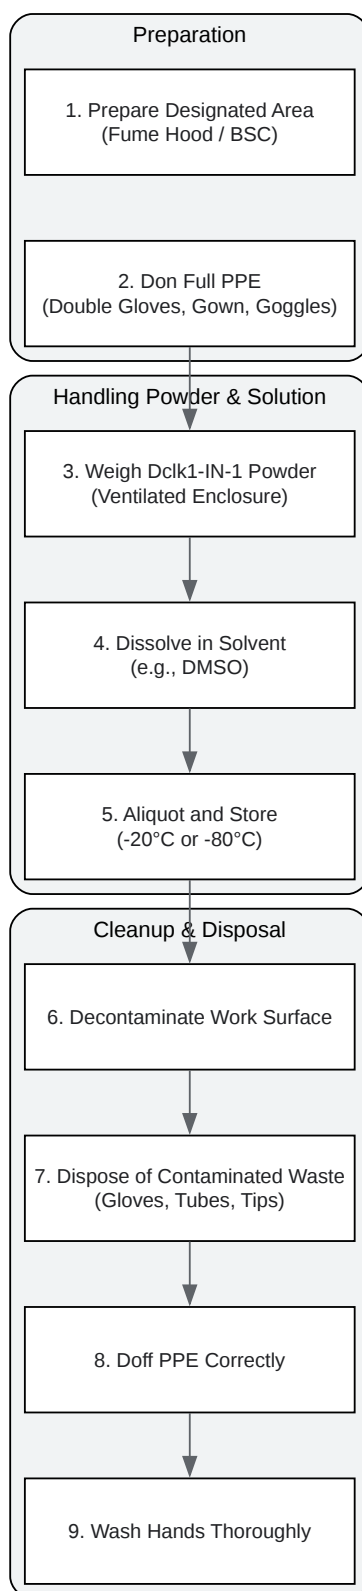 Preparation
1. Prepare Designated Area
(Fume Hood / BSC)
2. Don Full PPE
(Double Gloves, Gown, Goggles)
Handling Powder & Solution
3. Weigh Dclk1-IN-1 Powder
(Ventilated Enclosure)
4. Dissolve in Solvent
(e.g., DMSO)
5. Aliquot and Store
(-20°C or -80°C)
Cleanup & Disposal
6. Decontaminate Work Surface
7. Dispose of Contaminated Waste
(Gloves, Tubes, Tips)
8. Doff PPE Correctly
9. Wash Hands Thoroughly